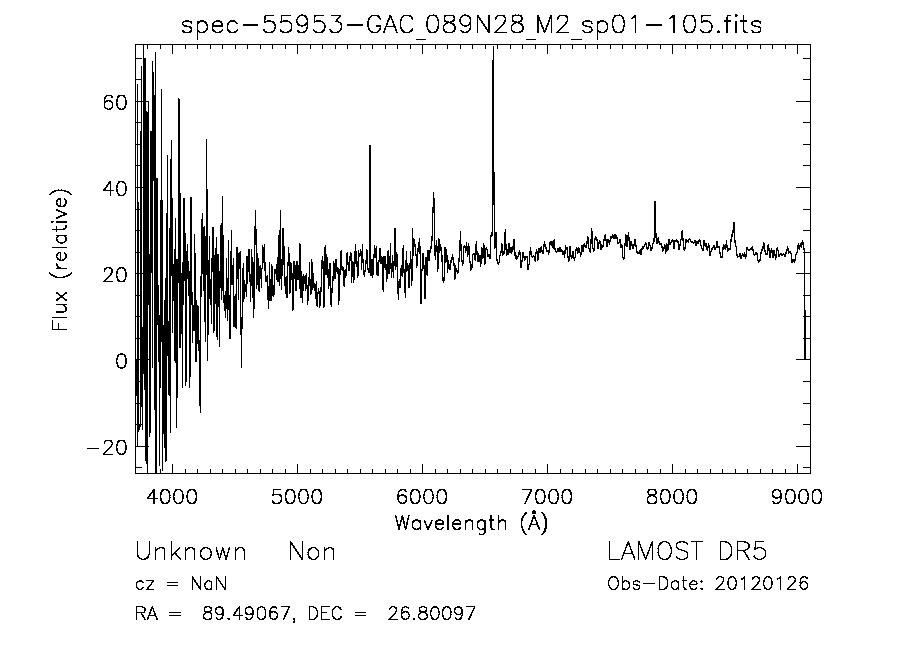 spec-55953-GAC_089N28_M2_sp01-105.fits
60
40
20
0
-20
Flux (relative)
4000 5000 6000 7000 8000 9000
Wavelength (Å)
Unknown Non LAMOST DR5
cz = NaN Obs-Date: 20120126
RA = 89.49067, DEC = 26.80097